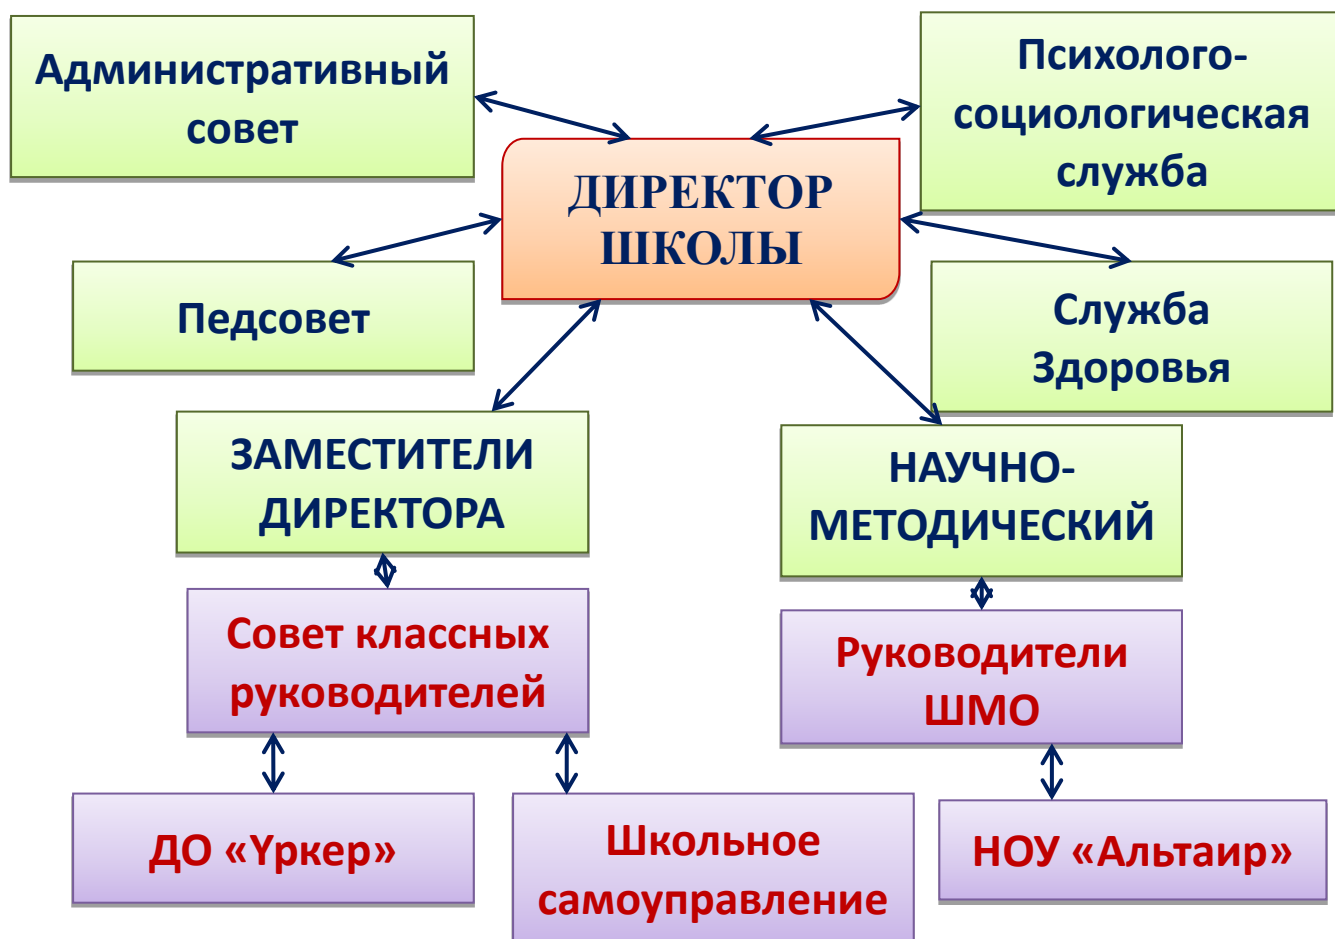 Административный
совет
Психолого-
социологическая
служба
ДИРЕКТОР
ШКОЛЫ
Педсовет
Служба
Здоровья
ЗАМЕСТИТЕЛИ
ДИРЕКТОРА
НАУЧНО-
МЕТОДИЧЕСКИЙ
Совет классных
руководителей
Руководители
ШМО
ДО «Үркер»
Школьное
самоуправление
НОУ «Альтаир»